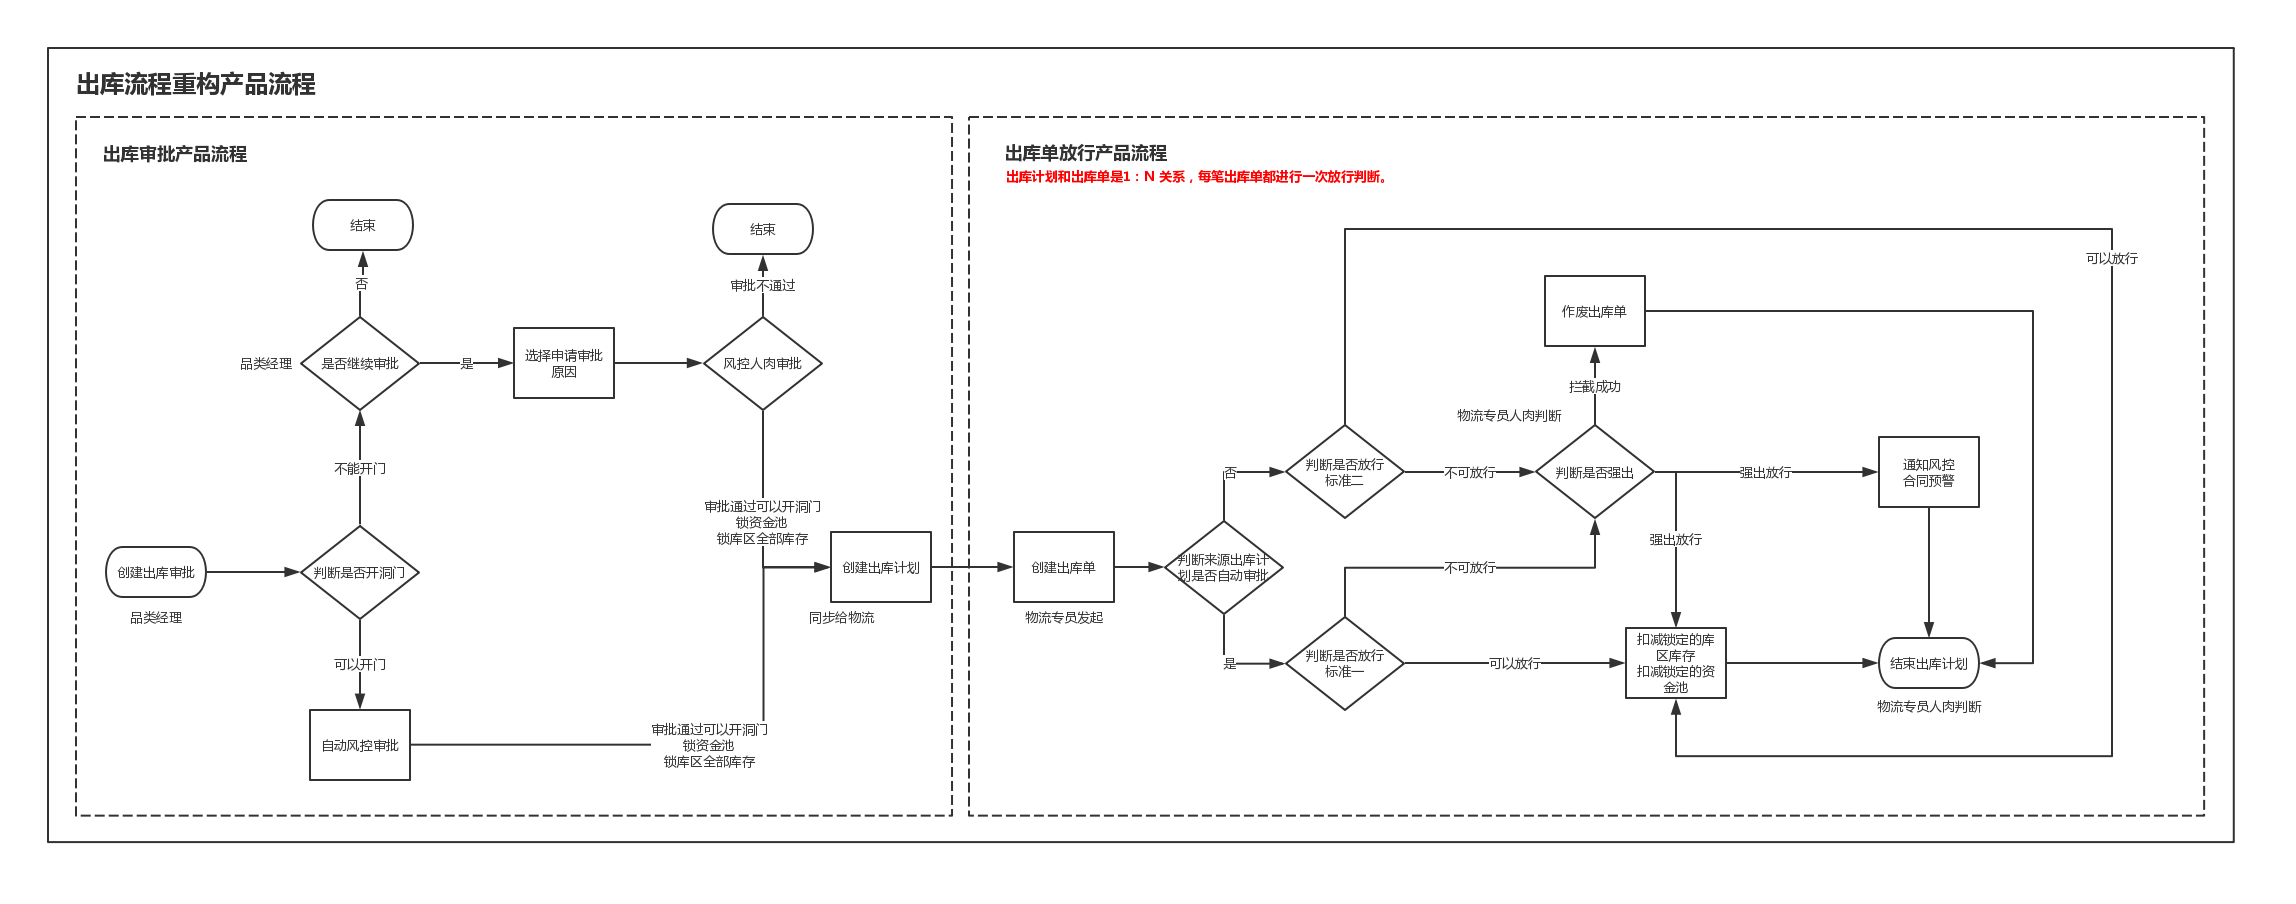 出库流程重构产品流程
出库审批产品流程
结束
结束
否
审批不通过
品类经理
是否继续审批
是
选择申请审批
原因
风控人肉审批
不能开门
审批通过可以开洞门
锁资金池
锁库区全部库存
创建出库审批
判断是否开洞门
创建出库计划
品类经理
同步给物流
可以开门
自动风控审批
审批通过可以开洞门
锁资金池
锁库区全部库存
出库单放行产品流程
出库计划和出库单是1：N 关系，每笔出库单都进行一次放行判断。
可以放行
作废出库单
拦截成功
物流专员人肉判断
否
判断是否放行
标准二
不可放行
判断是否强出
强出放行
通知风控
合同预警
强出放行
创建出库单
判断来源出库计
划是否自动审批
不可放行
物流专员发起
是
判断是否放行
标准一
可以放行
扣减锁定的库
区库存
扣减锁定的资
金池
结束出库计划
物流专员人肉判断